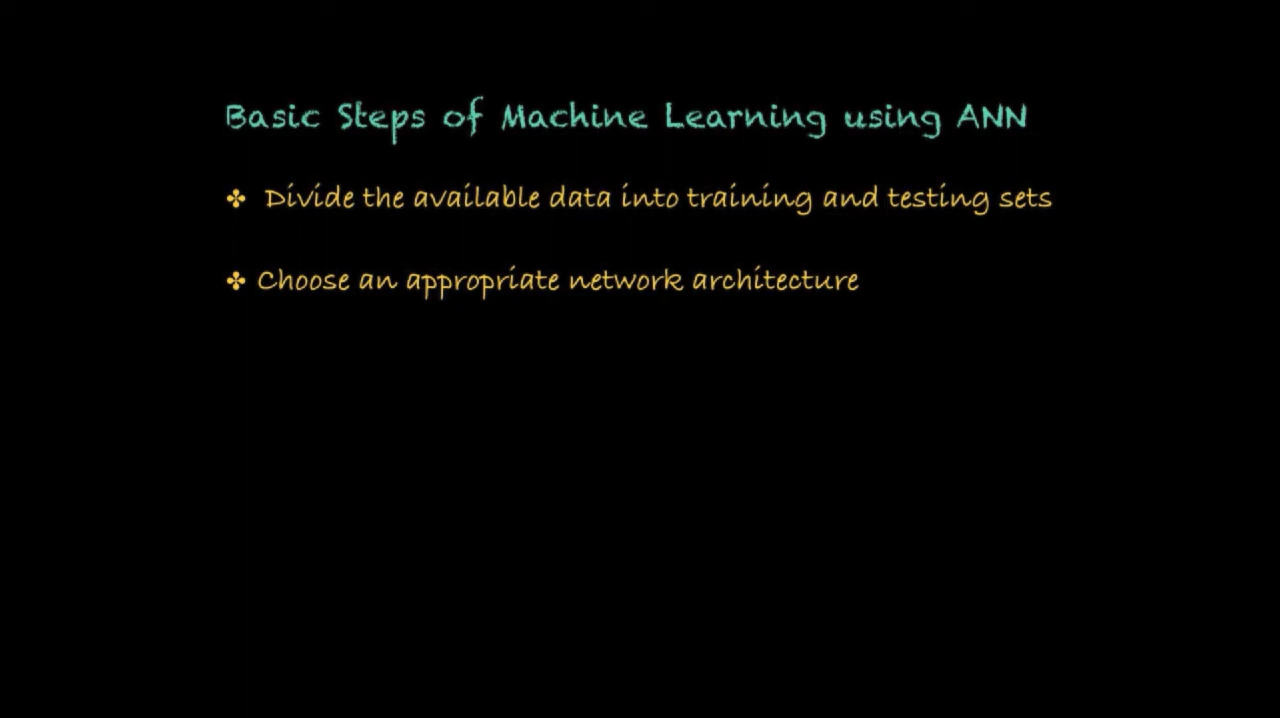 Basic Steps of Machine Learning using ANN
✤ Divide the available data into training and testing sets
✤ Choose an appropriate network architecture